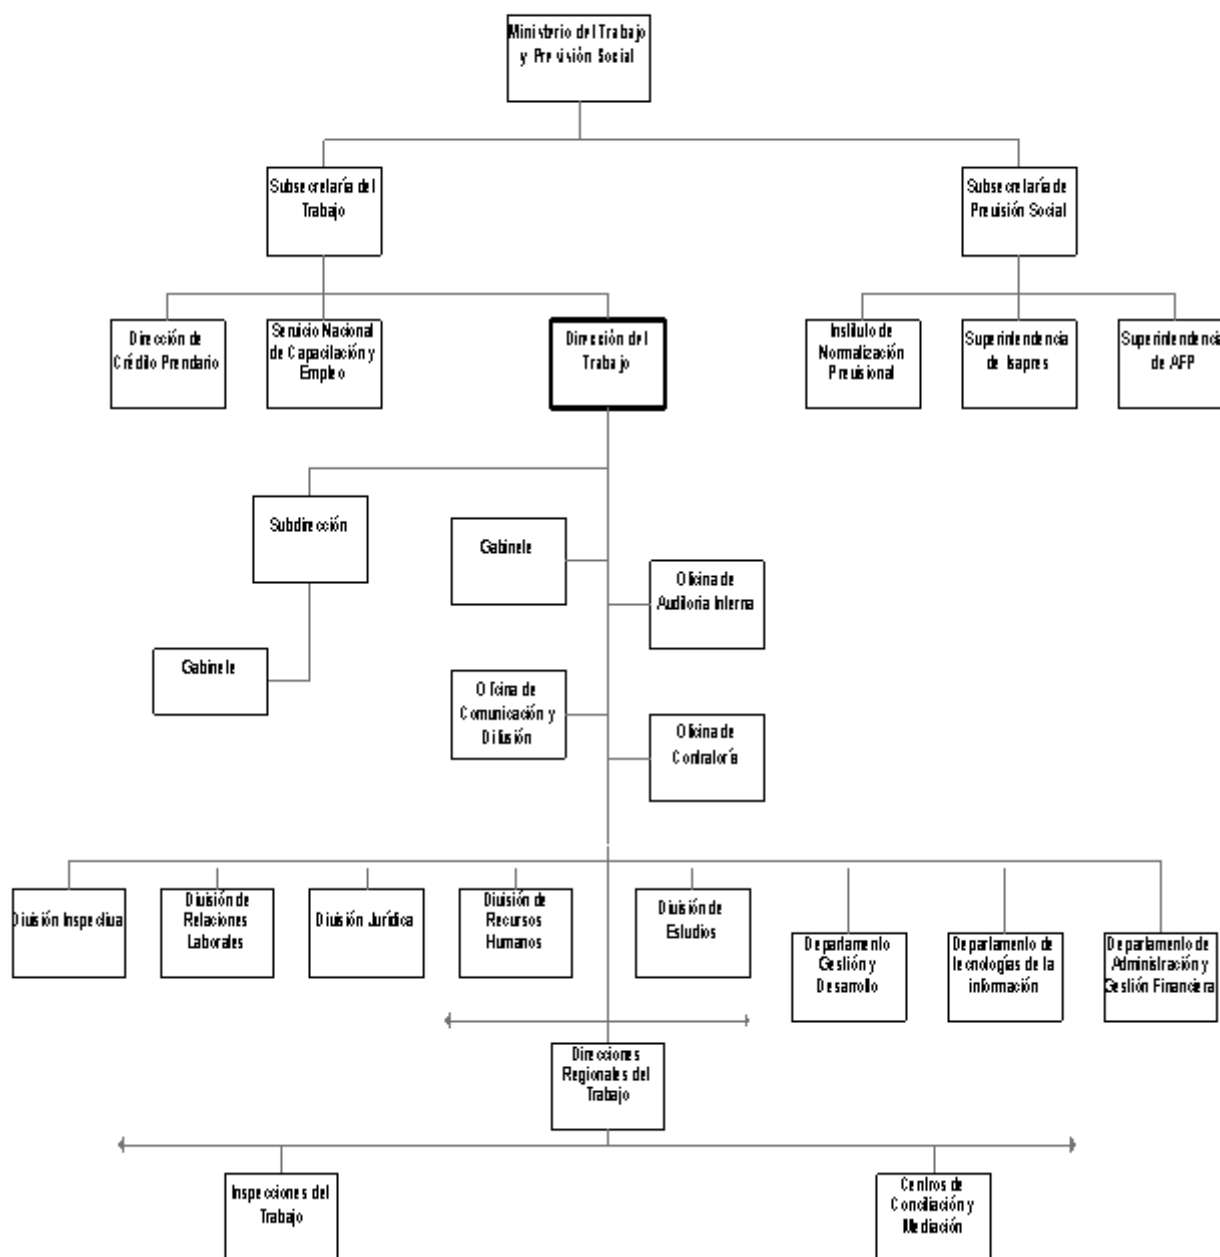 Ministerio del Trabajo
y Previsión Social
Subsecretaría del
Trabajo
Subsecretaría de
Previsión Social
Dirección de
Crédito Prendario
Servicio Nacional
de Capacitación y
Empleo
Dirección del
Trabajo
Instituto de
Normalización
Previsional
Superintendencia
de Isapres
Superintendencia
de AFP
Subdirección
Gabinete
Oficina de
Auditoria Interna
Gabinete
Oficina de
Comunicación y
Difusión
Oficina de
Contraloría
División Inspectiva
División de
Relaciones
Laborales
División Jurídica
División de
Recursos
Humanos
División de
Estudios
Departamento
Gestión y
Desarrollo
Departamento de
tecnologías de la
información
Departamento de
Administración y
Gestión Financiera
Direcciones
Regionales del
Trabajo
Inspecciones del
Trabajo
Centros de
Conciliación y
Mediación